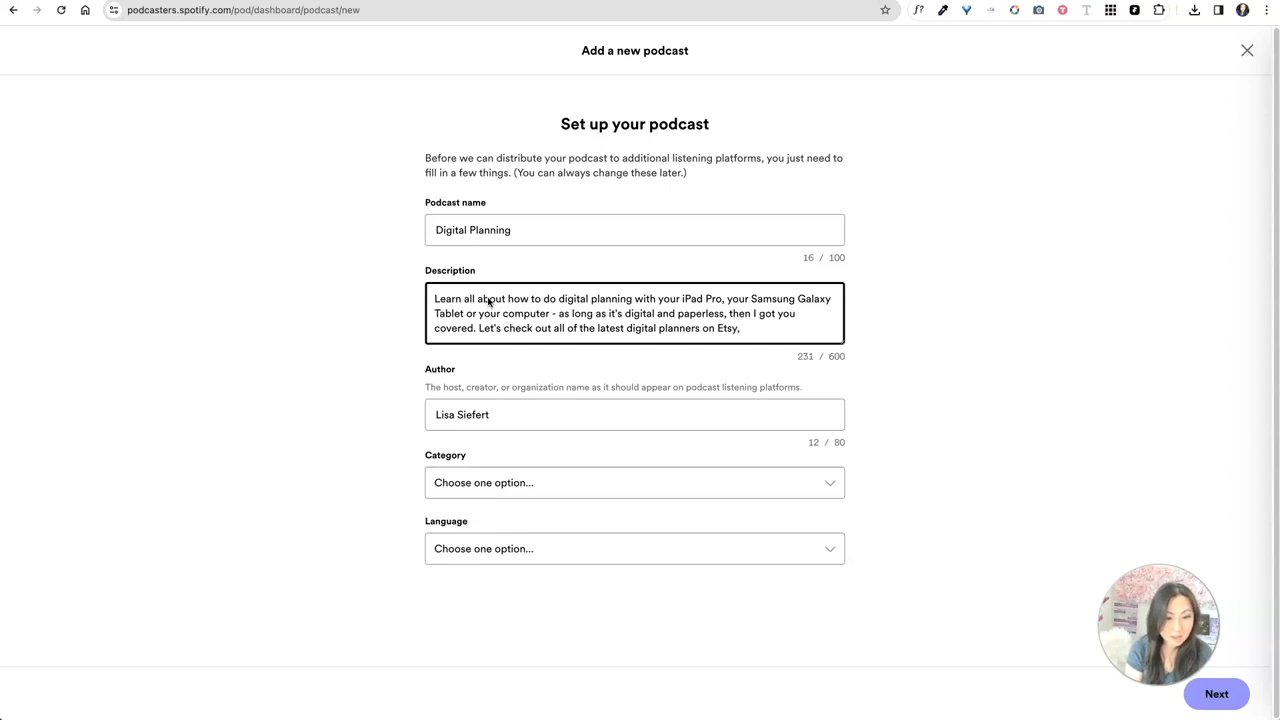 podcasters.spotify.com/pod/dashboard/podcast/new
Add a new podcast
Set up your podcast
Before we can distribute your podcast to additional listening platforms, you just need to
fill in a few things. (You can always change these later.)
Podcast name
Digital Planning
16 / 100
Description
Learn all about how to do digital planning with your iPad Pro, your Samsung Galaxy
Tablet or your computer - as long as it's digital and paperless, then I got you
covered. Let's check out all of the latest digital planners on Etsy,
231 / 600
Author
The host, creator, or organization name as it should appear on podcast listening platforms.
Lisa Siefert
12 / 80
Category
Choose one option...
Language
Choose one option...
Next